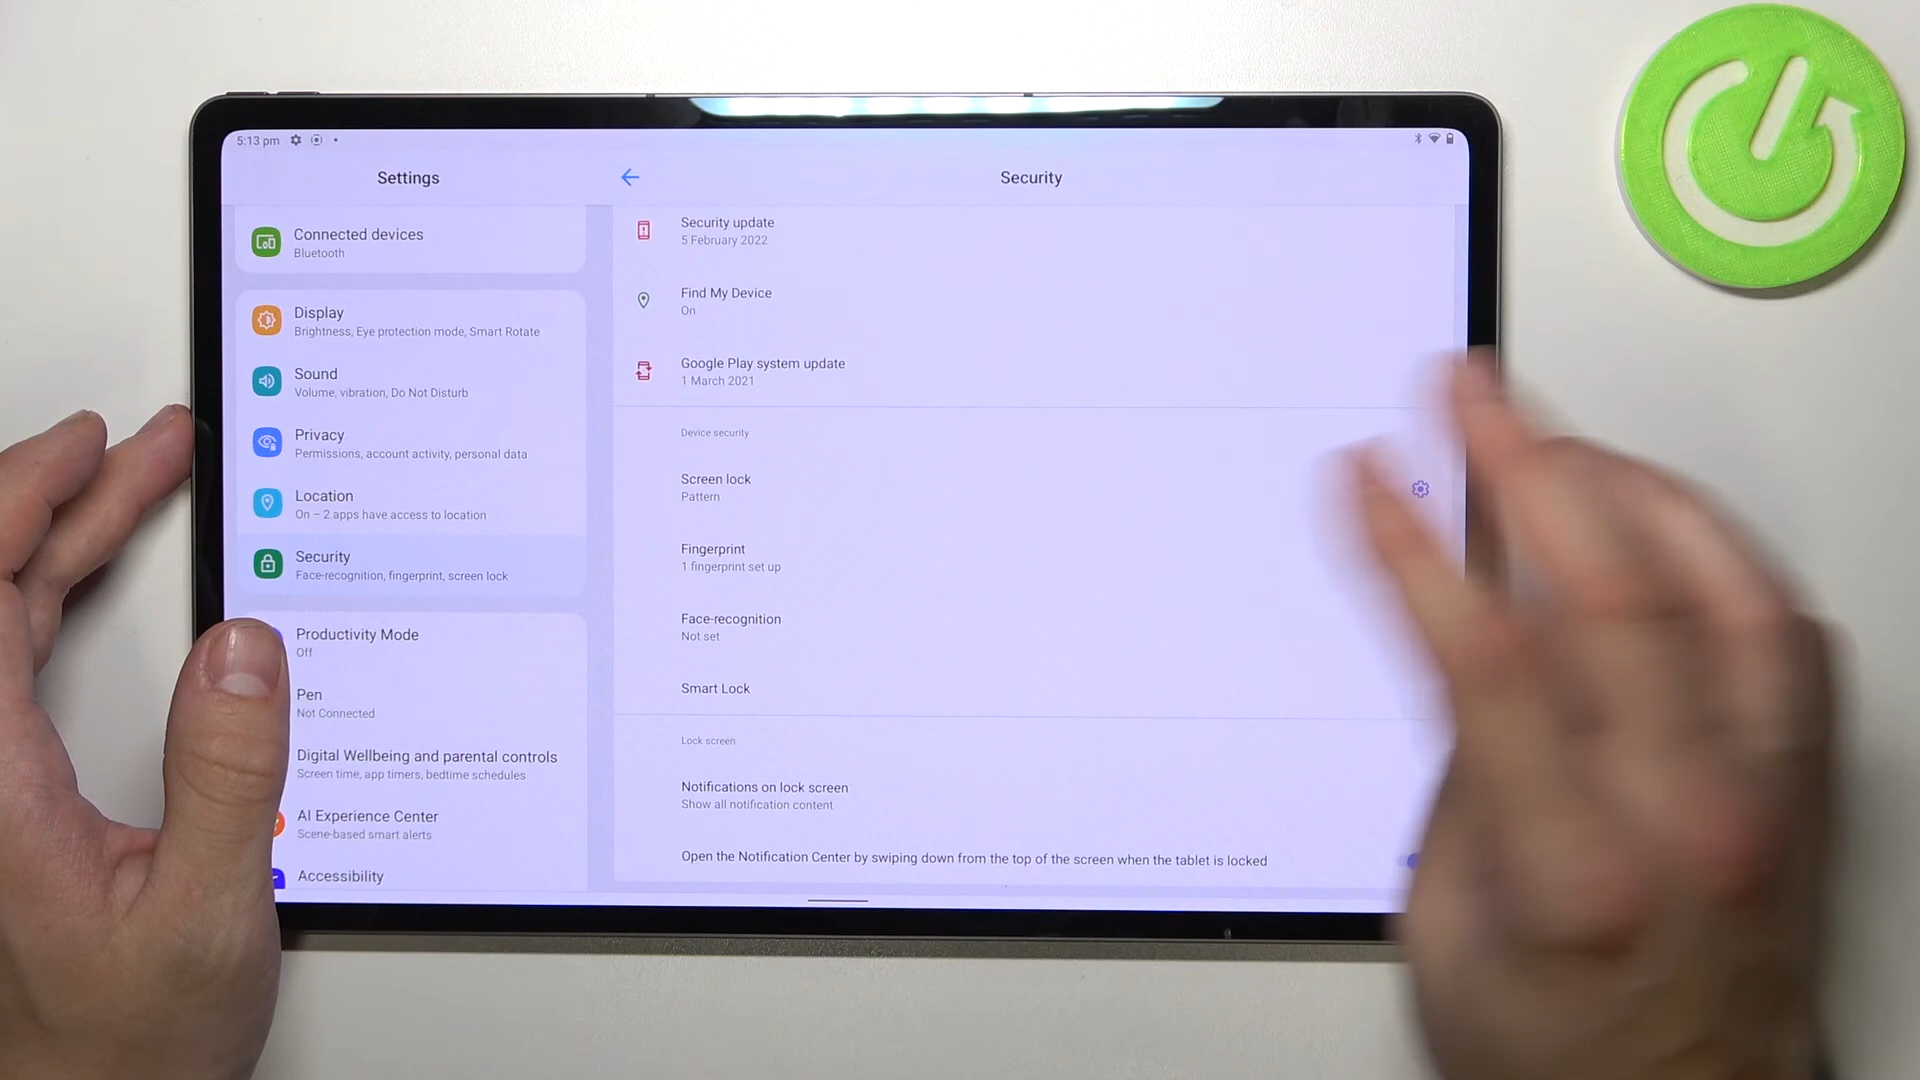 5:13 pm
Settings
Security
Connected devices
Bluetooth
Display
Brightness, Eye protection mode, Smart Rotate
Sound
Volume, vibration, Do Not Disturb
Privacy
Permissions, account activity, personal data
Location
On – 2 apps have access to location
Security
Face-recognition, fingerprint, screen lock
Productivity Mode
Off
Pen
Not Connected
Digital Wellbeing and parental controls
Screen time, app timers, bedtime schedules
AI Experience Center
Scene-based smart alerts
Accessibility
Security update
5 February 2022
Find My Device
On
Google Play system update
1 March 2021
Device security
Screen lock
Pattern
Fingerprint
1 fingerprint set up
Face-recognition
Not set
Smart Lock
Lock screen
Notifications on lock screen
Show all notification content
Open the Notification Center by swiping down from the top of the screen when the tablet is locked